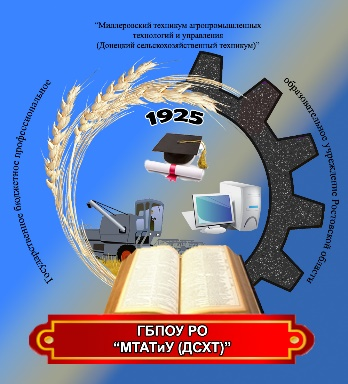 “Миллеровский техникум агропромышленных
технологий и управления
(Донецкий сельскохозяйственный техникум)”
Государственное бюджетное профессиональное
образовательное учреждение Ростовской области
1925
ГБПОУ РО
“МТАТиУ (ДСХТ)”